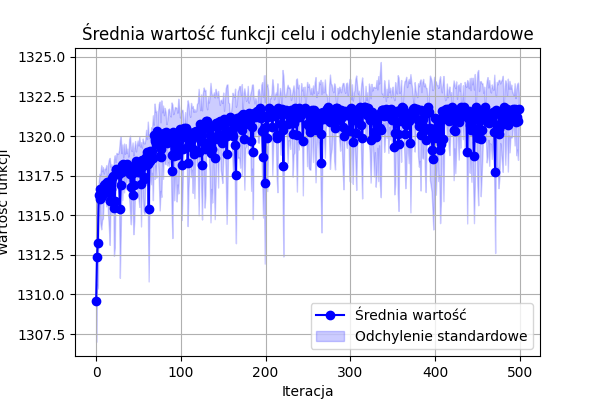 Średnia wartość funkcji celu i odchylenie standardowe
1325.0
1322.5
1320.0
1317.5
1315.0
1312.5
1310.0
1307.5
Wartość funkcji
Średnia wartość
Odchylenie standardowe
0 100 200 300 400 500
Iteracja